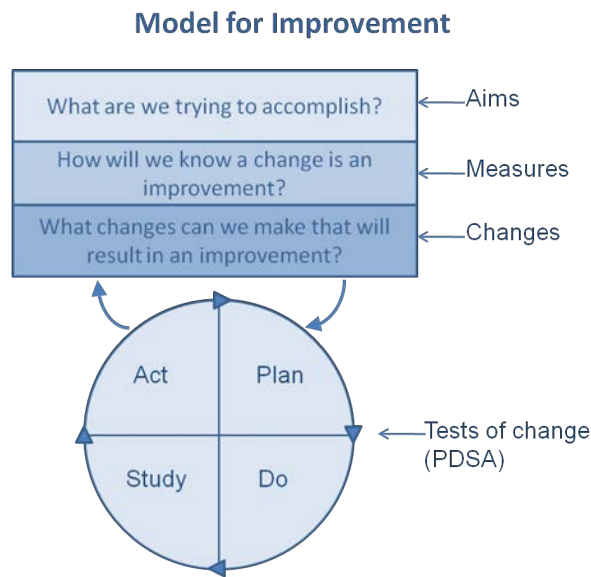 Model for Improvement
What are we trying to accomplish?
Aims
How will we know a change is an
improvement?
Measures
What changes can we make that will
result in an improvement?
Changes
Act
Plan
Study
Do
Tests of change
(PDSA)